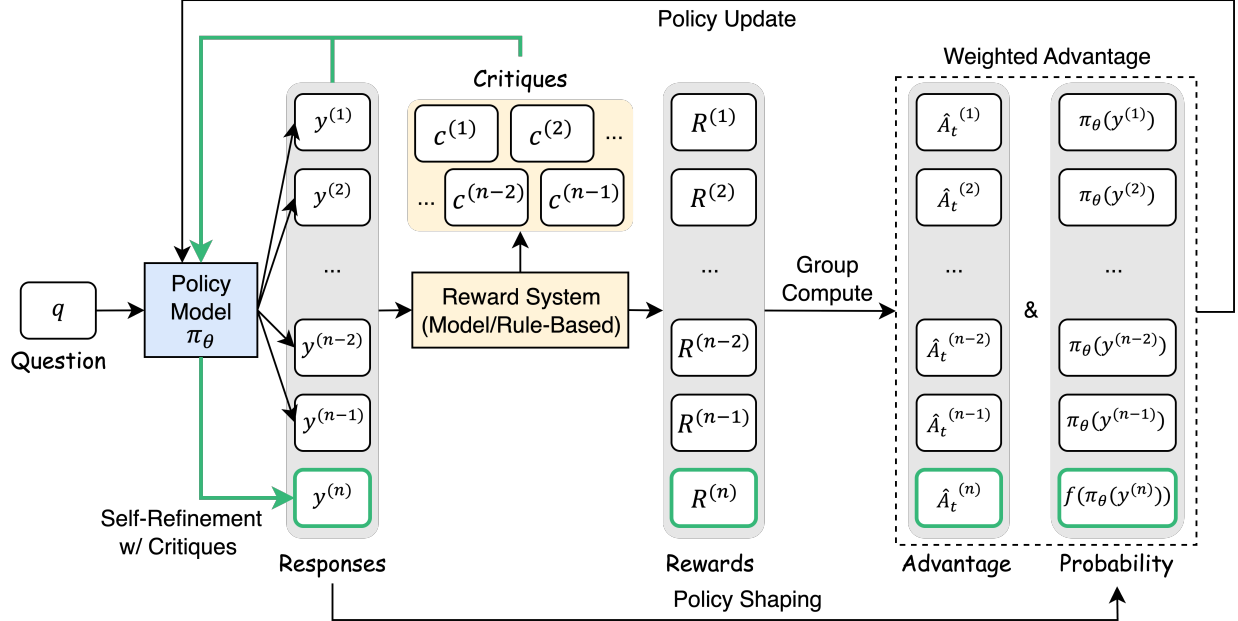 Policy Update
Weighted Advantage
Critiques
y^(1)
c^(1)
c^(2)
...
R^(1)
Â_t^(1)
π_θ(y^(1))
y^(2)
...
c^(n−2)
c^(n−1)
R^(2)
Â_t^(2)
π_θ(y^(2))
q
Question
Policy
Model
π_θ
...
Reward System
(Model/Rule-Based)
...
Group
Compute
...
&
...
y^(n−2)
R^(n−2)
Â_t^(n−2)
π_θ(y^(n−2))
y^(n−1)
R^(n−1)
Â_t^(n−1)
π_θ(y^(n−1))
y^(n)
R^(n)
Â_t^(n)
f(π_θ(y^(n)))
Self-Refinement
w/ Critiques
Responses
Rewards
Advantage
Probability
Policy Shaping